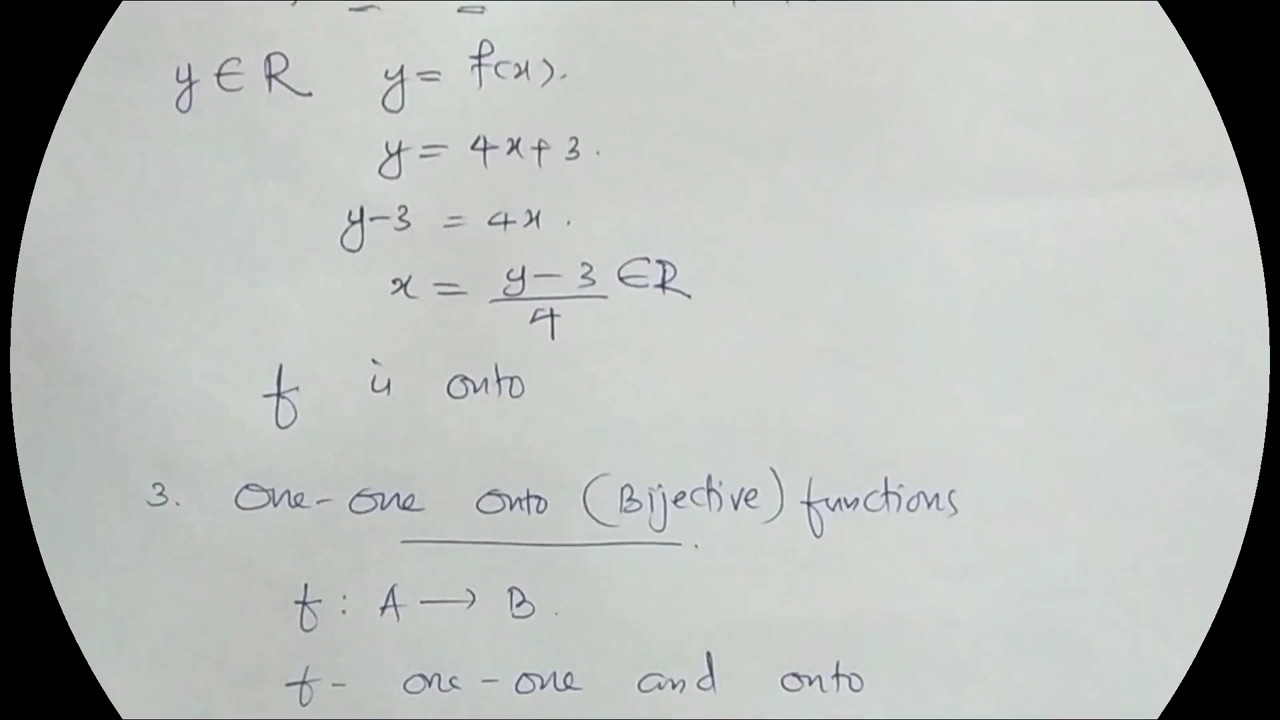 y ∈ R y = f(x).
y = 4x + 3.
y - 3 = 4x.
x = (y - 3)/4 ∈ R
f is onto
3. One-one onto (Bijective) functions
f : A → B.
f - one-one and onto